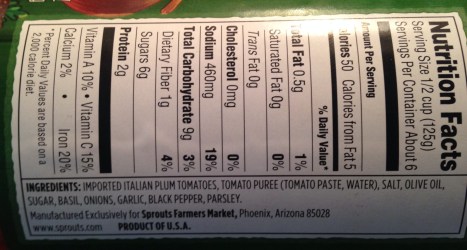 Nutrition Facts
Serving Size 1/2 cup (125g)
Servings Per Container About 6
Amount Per Serving
Calories 50 Calories from Fat 5
% Daily Value*
Total Fat 0.5g 1%
Saturated Fat 0g 0%
Trans Fat 0g
Cholesterol 0mg 0%
Sodium 460mg 19%
Total Carbohydrate 9g 3%
Dietary Fiber 1g 4%
Sugars 6g
Protein 2g
Vitamin A 10% • Vitamin C 15%
Calcium 2% • Iron 20%
*Percent Daily Values are based on a
2,000 calorie diet.
INGREDIENTS: IMPORTED ITALIAN PLUM TOMATOES, TOMATO PUREE (TOMATO PASTE, WATER), SALT, OLIVE OIL,
SUGAR, BASIL, ONIONS, GARLIC, BLACK PEPPER, PARSLEY.
Manufactured Exclusively for Sprouts Farmers Market, Phoenix, Arizona 85028
www.sprouts.com PRODUCT OF U.S.A.